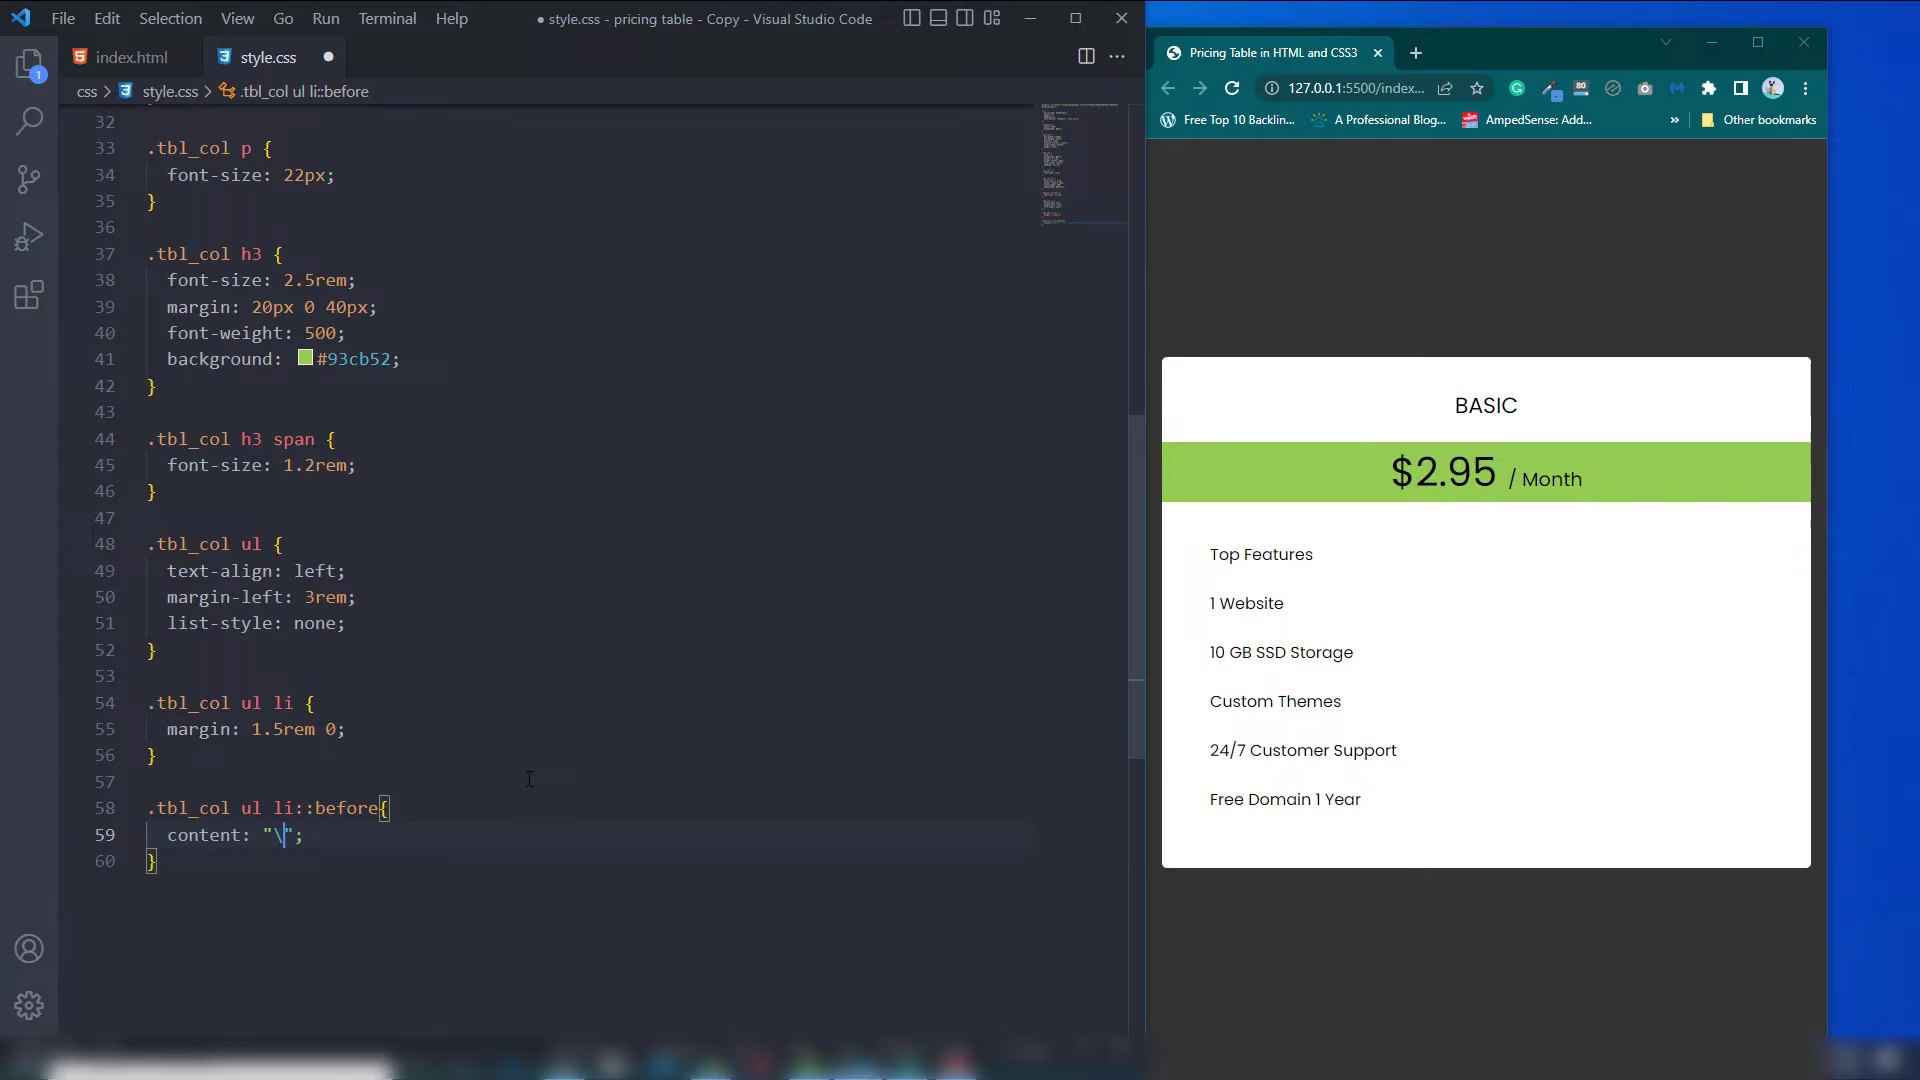 File Edit Selection View Go Run Terminal Help
● style.css - pricing table - Copy - Visual Studio Code
index.html style.css
css > style.css > .tbl_col ul li::before
1
32
33 .tbl_col p {
34 font-size: 22px;
35 }
36
37 .tbl_col h3 {
38 font-size: 2.5rem;
39 margin: 20px 0 40px;
40 font-weight: 500;
41 background: #93cb52;
42 }
43
44 .tbl_col h3 span {
45 font-size: 1.2rem;
46 }
47
48 .tbl_col ul {
49 text-align: left;
50 margin-left: 3rem;
51 list-style: none;
52 }
53
54 .tbl_col ul li {
55 margin: 1.5rem 0;
56 }
57
58 .tbl_col ul li::before{
59 content: "\";
60 }
Pricing Table in HTML and CSS3
127.0.0.1:5500/index...
80
Free Top 10 Backlin... A Professional Blog... AmpedSense: Add... » Other bookmarks
BASIC
$2.95 / Month
Top Features
1 Website
10 GB SSD Storage
Custom Themes
24/7 Customer Support
Free Domain 1 Year